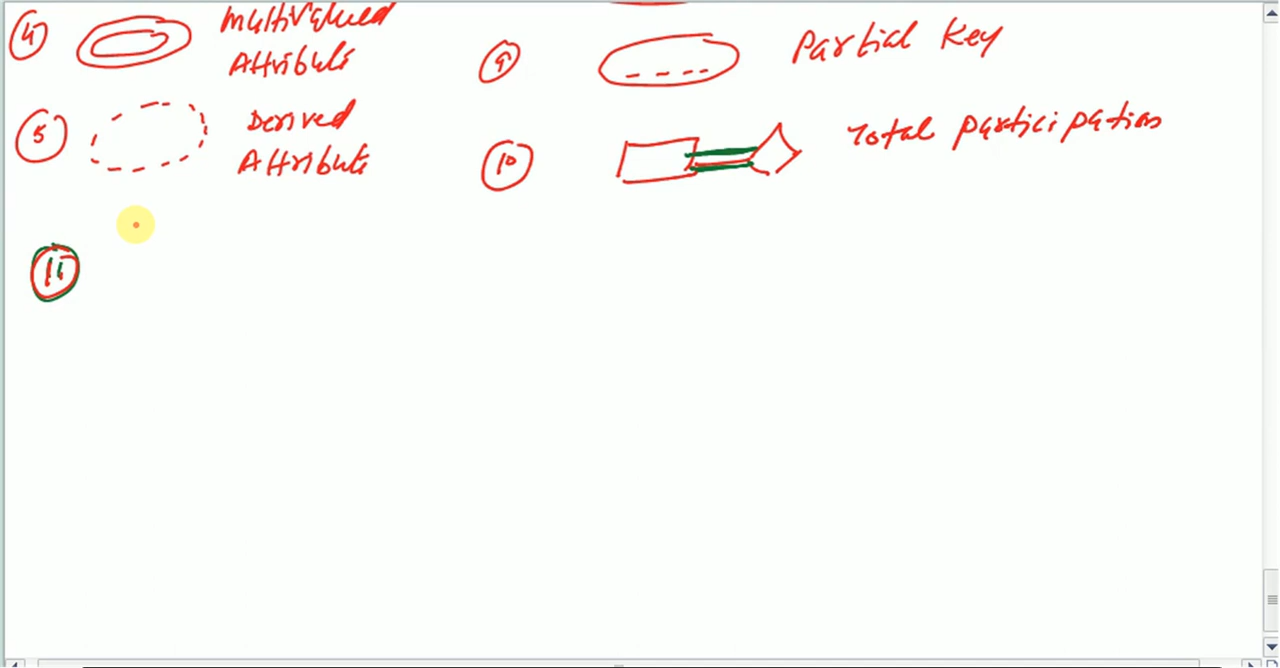 4 Multivalued
Attribute
5 Derived
Attribute
9 Partial Key
10 Total participation
11